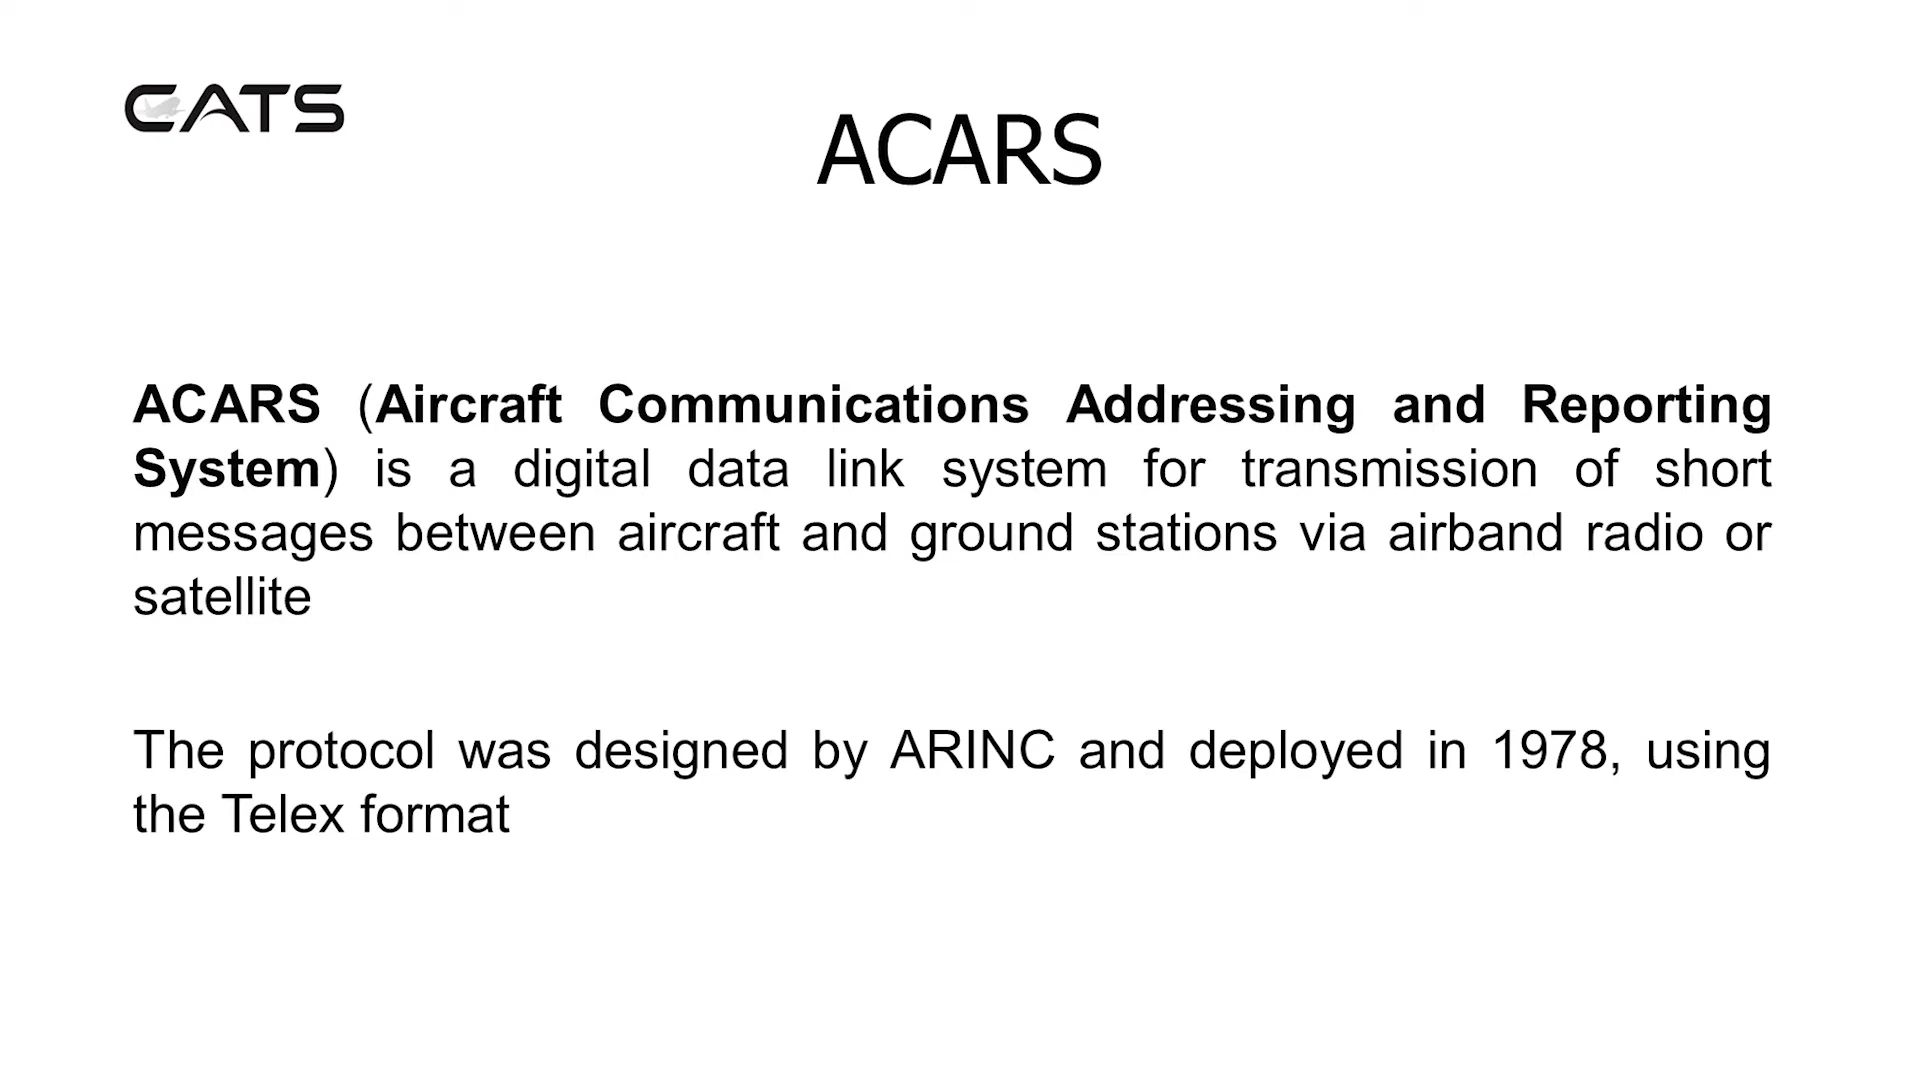 CATS
ACARS
ACARS (Aircraft Communications Addressing and Reporting
System) is a digital data link system for transmission of short
messages between aircraft and ground stations via airband radio or
satellite
The protocol was designed by ARINC and deployed in 1978, using
the Telex format